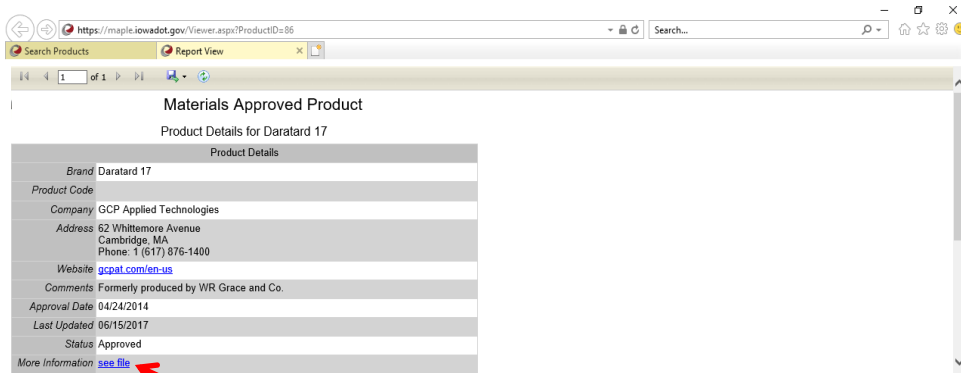 https://maple.iowadot.gov/Viewer.aspx?ProductID=86
Search...
Search Products
Report View
1 of 1
Materials Approved Product
Product Details for Daratard 17
Product Details
Brand Daratard 17
Product Code
Company GCP Applied Technologies
Address 62 Whittemore Avenue
Cambridge, MA
Phone: 1 (617) 876-1400
Website gcpat.com/en-us
Comments Formerly produced by WR Grace and Co.
Approval Date 04/24/2014
Last Updated 06/15/2017
Status Approved
More Information see file